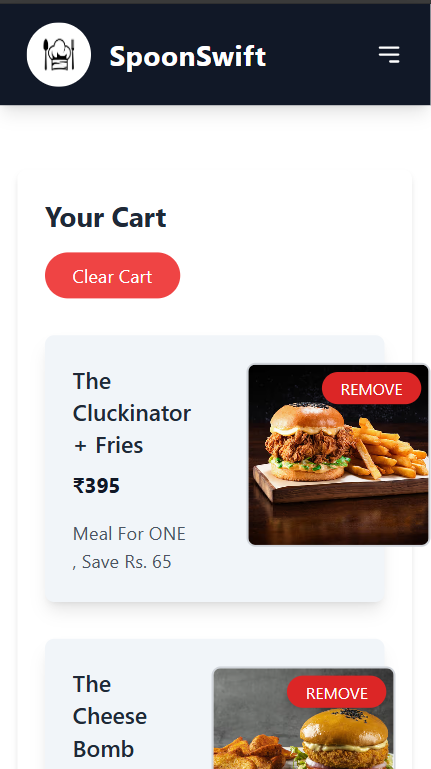 SpoonSwift
Your Cart
Clear Cart
The
Cluckinator
+ Fries
REMOVE
₹395
Meal For ONE
, Save Rs. 65
The
Cheese
Bomb
REMOVE